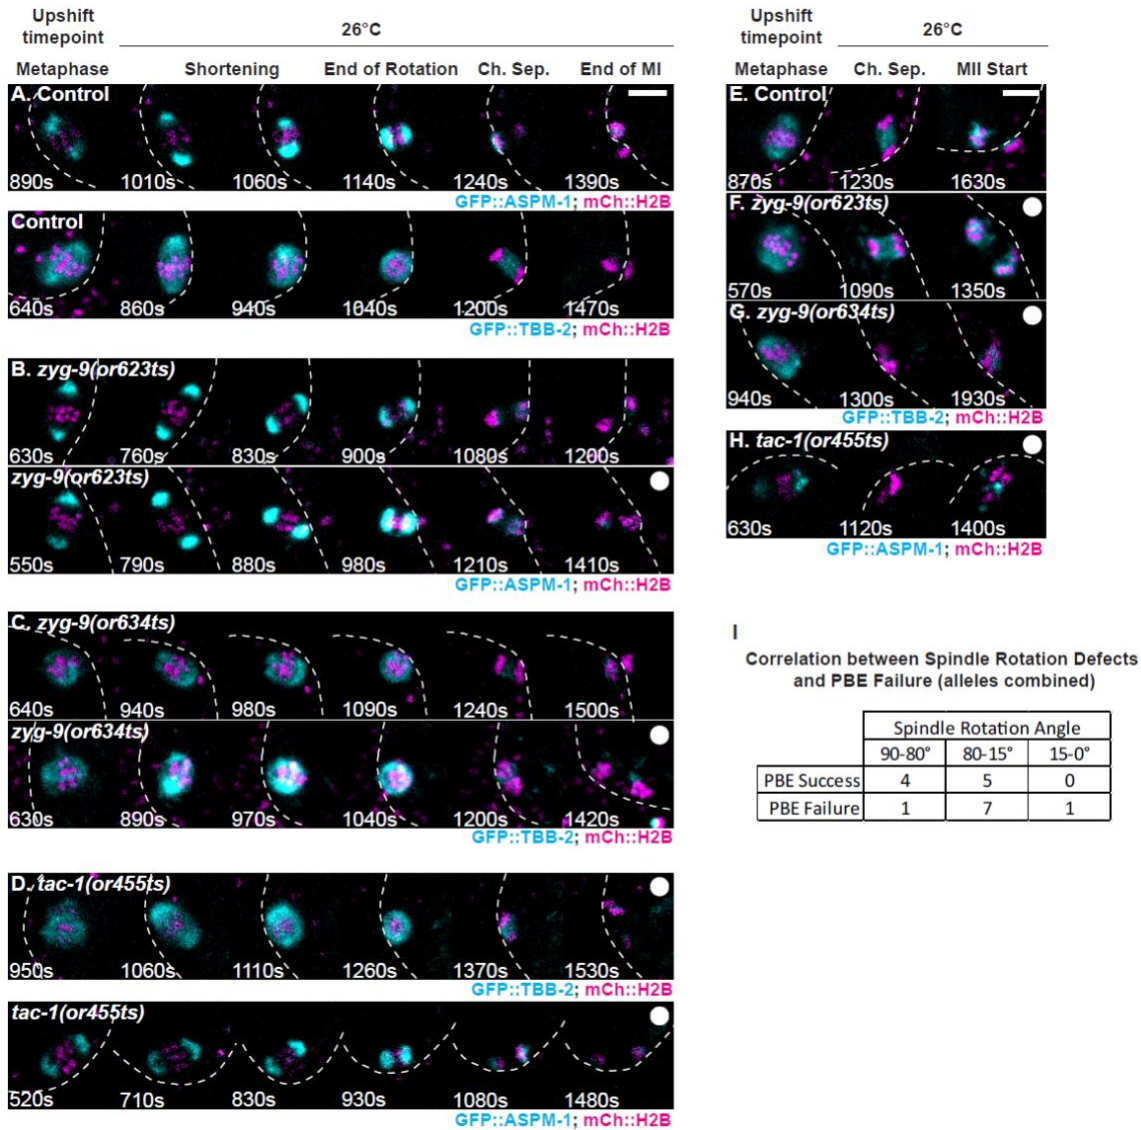 Upshift
timepoint
26°C
Metaphase
Shortening
End of Rotation
Ch. Sep.
End of MI
A. Control
890s
1010s
1060s
1140s
1240s
1390s
GFP::ASPM-1; mCh::H2B
Control
640s
860s
940s
1040s
1200s
1470s
GFP::TBB-2; mCh::H2B
B. zyg-9(or623ts)
630s
760s
830s
900s
1080s
1200s
zyg-9(or623ts)
550s
790s
880s
980s
1210s
1410s
GFP::ASPM-1; mCh::H2B
C. zyg-9(or634ts)
640s
940s
980s
1090s
1240s
1500s
zyg-9(or634ts)
630s
890s
970s
1040s
1200s
1420s
GFP::TBB-2; mCh::H2B
D. tac-1(or455ts)
950s
1060s
1110s
1260s
1370s
1530s
GFP::TBB-2; mCh::H2B
tac-1(or455ts)
520s
710s
830s
930s
1080s
1480s
GFP::ASPM-1; mCh::H2B
Upshift
timepoint
26°C
Metaphase
Ch. Sep.
MII Start
E. Control
870s
1230s
1630s
F. zyg-9(or623ts)
570s
1090s
1350s
G. zyg-9(or634ts)
940s
1300s
1930s
GFP::TBB-2; mCh::H2B
H. tac-1(or455ts)
630s
1120s
1400s
GFP::ASPM-1; mCh::H2B
I
Correlation between Spindle Rotation Defects
and PBE Failure (alleles combined)
Spindle Rotation Angle
90-80° 80-15° 15-0°
PBE Success 4 5 0
PBE Failure 1 7 1